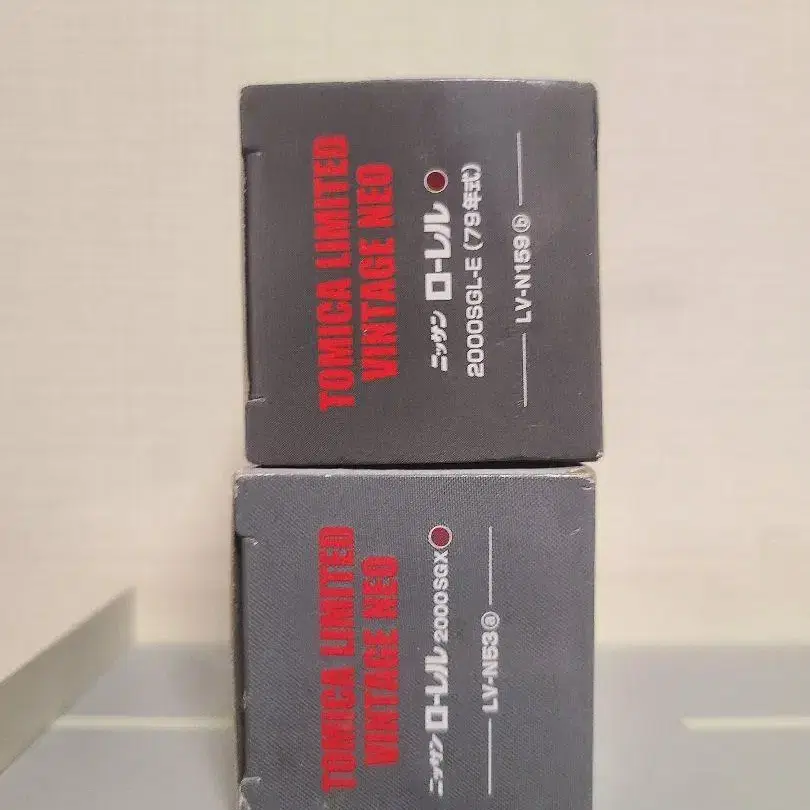 TOMICA LIMITED
VINTAGE NEO
ニッサン ローレル
2000SGL-E (79年式)
LV-N159 ⓑ
TOMICA LIMITED
VINTAGE NEO
ニッサン ローレル 2000SGX
LV-N53 ⓐ